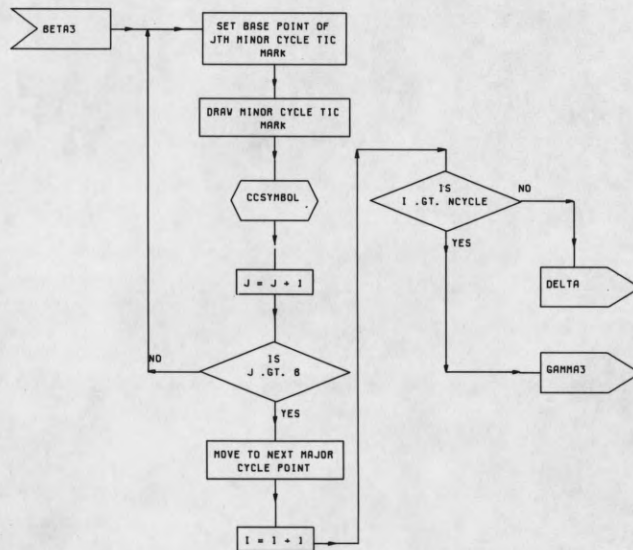 BETA3
SET BASE POINT OF
JTH MINOR CYCLE TIC
MARK
DRAW MINOR CYCLE TIC
MARK
CCSYMBOL
J = J + 1
IS
J .GT. 8
NO
YES
MOVE TO NEXT MAJOR
CYCLE POINT
I = I + 1
IS
I .GT. NCYCLE
NO
YES
DELTA
GAMMA3